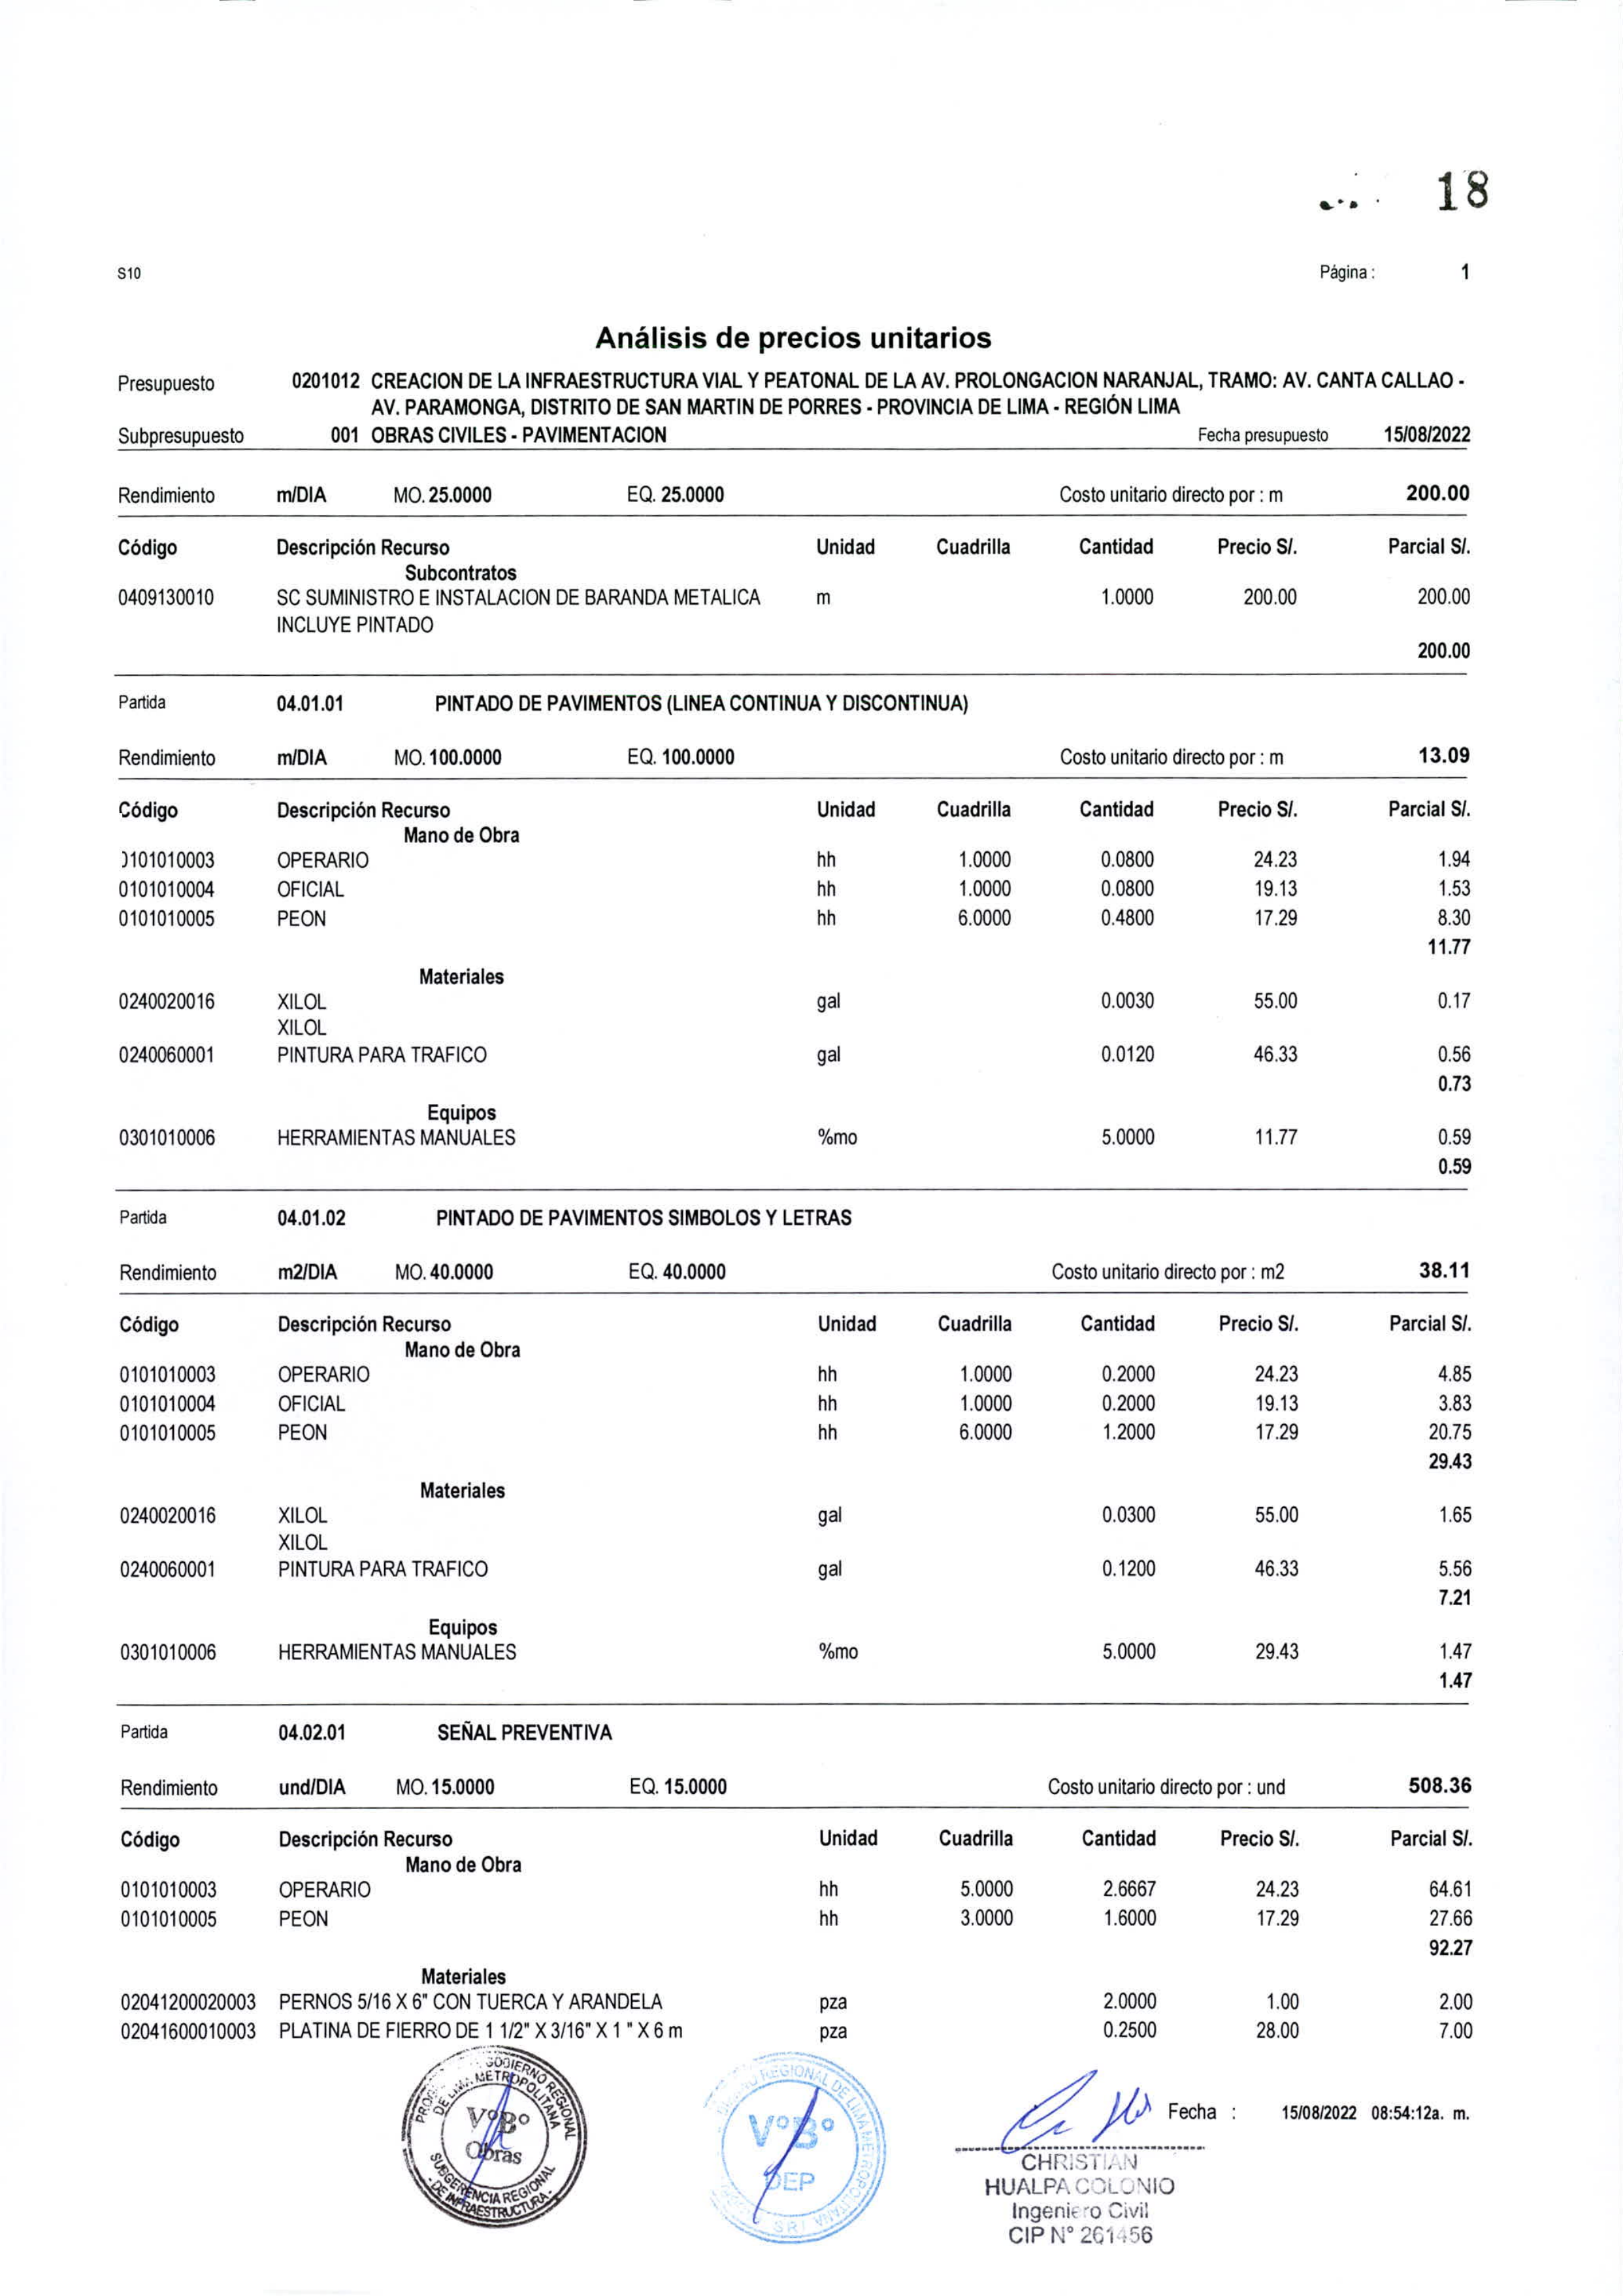 18
S10 Página : 1
Análisis de precios unitarios
Presupuesto 0201012 CREACION DE LA INFRAESTRUCTURA VIAL Y PEATONAL DE LA AV. PROLONGACION NARANJAL, TRAMO: AV. CANTA CALLAO -
AV. PARAMONGA, DISTRITO DE SAN MARTIN DE PORRES - PROVINCIA DE LIMA - REGIÓN LIMA
Subpresupuesto 001 OBRAS CIVILES - PAVIMENTACION Fecha presupuesto 15/08/2022
Rendimiento m/DIA MO. 25.0000 EQ. 25.0000 Costo unitario directo por : m 200.00
Código Descripción Recurso Unidad Cuadrilla Cantidad Precio S/. Parcial S/.
Subcontratos
0409130010 SC SUMINISTRO E INSTALACION DE BARANDA METALICA m 1.0000 200.00 200.00
INCLUYE PINTADO
200.00
Partida 04.01.01 PINTADO DE PAVIMENTOS (LINEA CONTINUA Y DISCONTINUA)
Rendimiento m/DIA MO. 100.0000 EQ. 100.0000 Costo unitario directo por : m 13.09
Código Descripción Recurso Unidad Cuadrilla Cantidad Precio S/. Parcial S/.
Mano de Obra
0101010003 OPERARIO hh 1.0000 0.0800 24.23 1.94
0101010004 OFICIAL hh 1.0000 0.0800 19.13 1.53
0101010005 PEON hh 6.0000 0.4800 17.29 8.30
11.77
Materiales
0240020016 XILOL gal 0.0030 55.00 0.17
XILOL
0240060001 PINTURA PARA TRAFICO gal 0.0120 46.33 0.56
0.73
Equipos
0301010006 HERRAMIENTAS MANUALES %mo 5.0000 11.77 0.59
0.59
Partida 04.01.02 PINTADO DE PAVIMENTOS SIMBOLOS Y LETRAS
Rendimiento m2/DIA MO. 40.0000 EQ. 40.0000 Costo unitario directo por : m2 38.11
Código Descripción Recurso Unidad Cuadrilla Cantidad Precio S/. Parcial S/.
Mano de Obra
0101010003 OPERARIO hh 1.0000 0.2000 24.23 4.85
0101010004 OFICIAL hh 1.0000 0.2000 19.13 3.83
0101010005 PEON hh 6.0000 1.2000 17.29 20.75
29.43
Materiales
0240020016 XILOL gal 0.0300 55.00 1.65
XILOL
0240060001 PINTURA PARA TRAFICO gal 0.1200 46.33 5.56
7.21
Equipos
0301010006 HERRAMIENTAS MANUALES %mo 5.0000 29.43 1.47
1.47
Partida 04.02.01 SEÑAL PREVENTIVA
Rendimiento und/DIA MO. 15.0000 EQ. 15.0000 Costo unitario directo por : und 508.36
Código Descripción Recurso Unidad Cuadrilla Cantidad Precio S/. Parcial S/.
Mano de Obra
0101010003 OPERARIO hh 5.0000 2.6667 24.23 64.61
0101010005 PEON hh 3.0000 1.6000 17.29 27.66
92.27
Materiales
02041200020003 PERNOS 5/16 X 6" CON TUERCA Y ARANDELA pza 2.0000 1.00 2.00
02041600010003 PLATINA DE FIERRO DE 1 1/2" X 3/16" X 1 " X 6 m pza 0.2500 28.00 7.00
GOBIERNO REGIONAL
DE LIMA METROPOLITANA
V°B°
Obras
SUBGERENCIA REGIONAL
DE INFRAESTRUCTURA
REGIONAL DE LIMA METROPOLITANA
V°B°
DEP
SRI
Fecha : 15/08/2022 08:54:12a. m.
CHRISTIAN
HUALPA COLONIO
Ingeniero Civil
CIP N° 261456